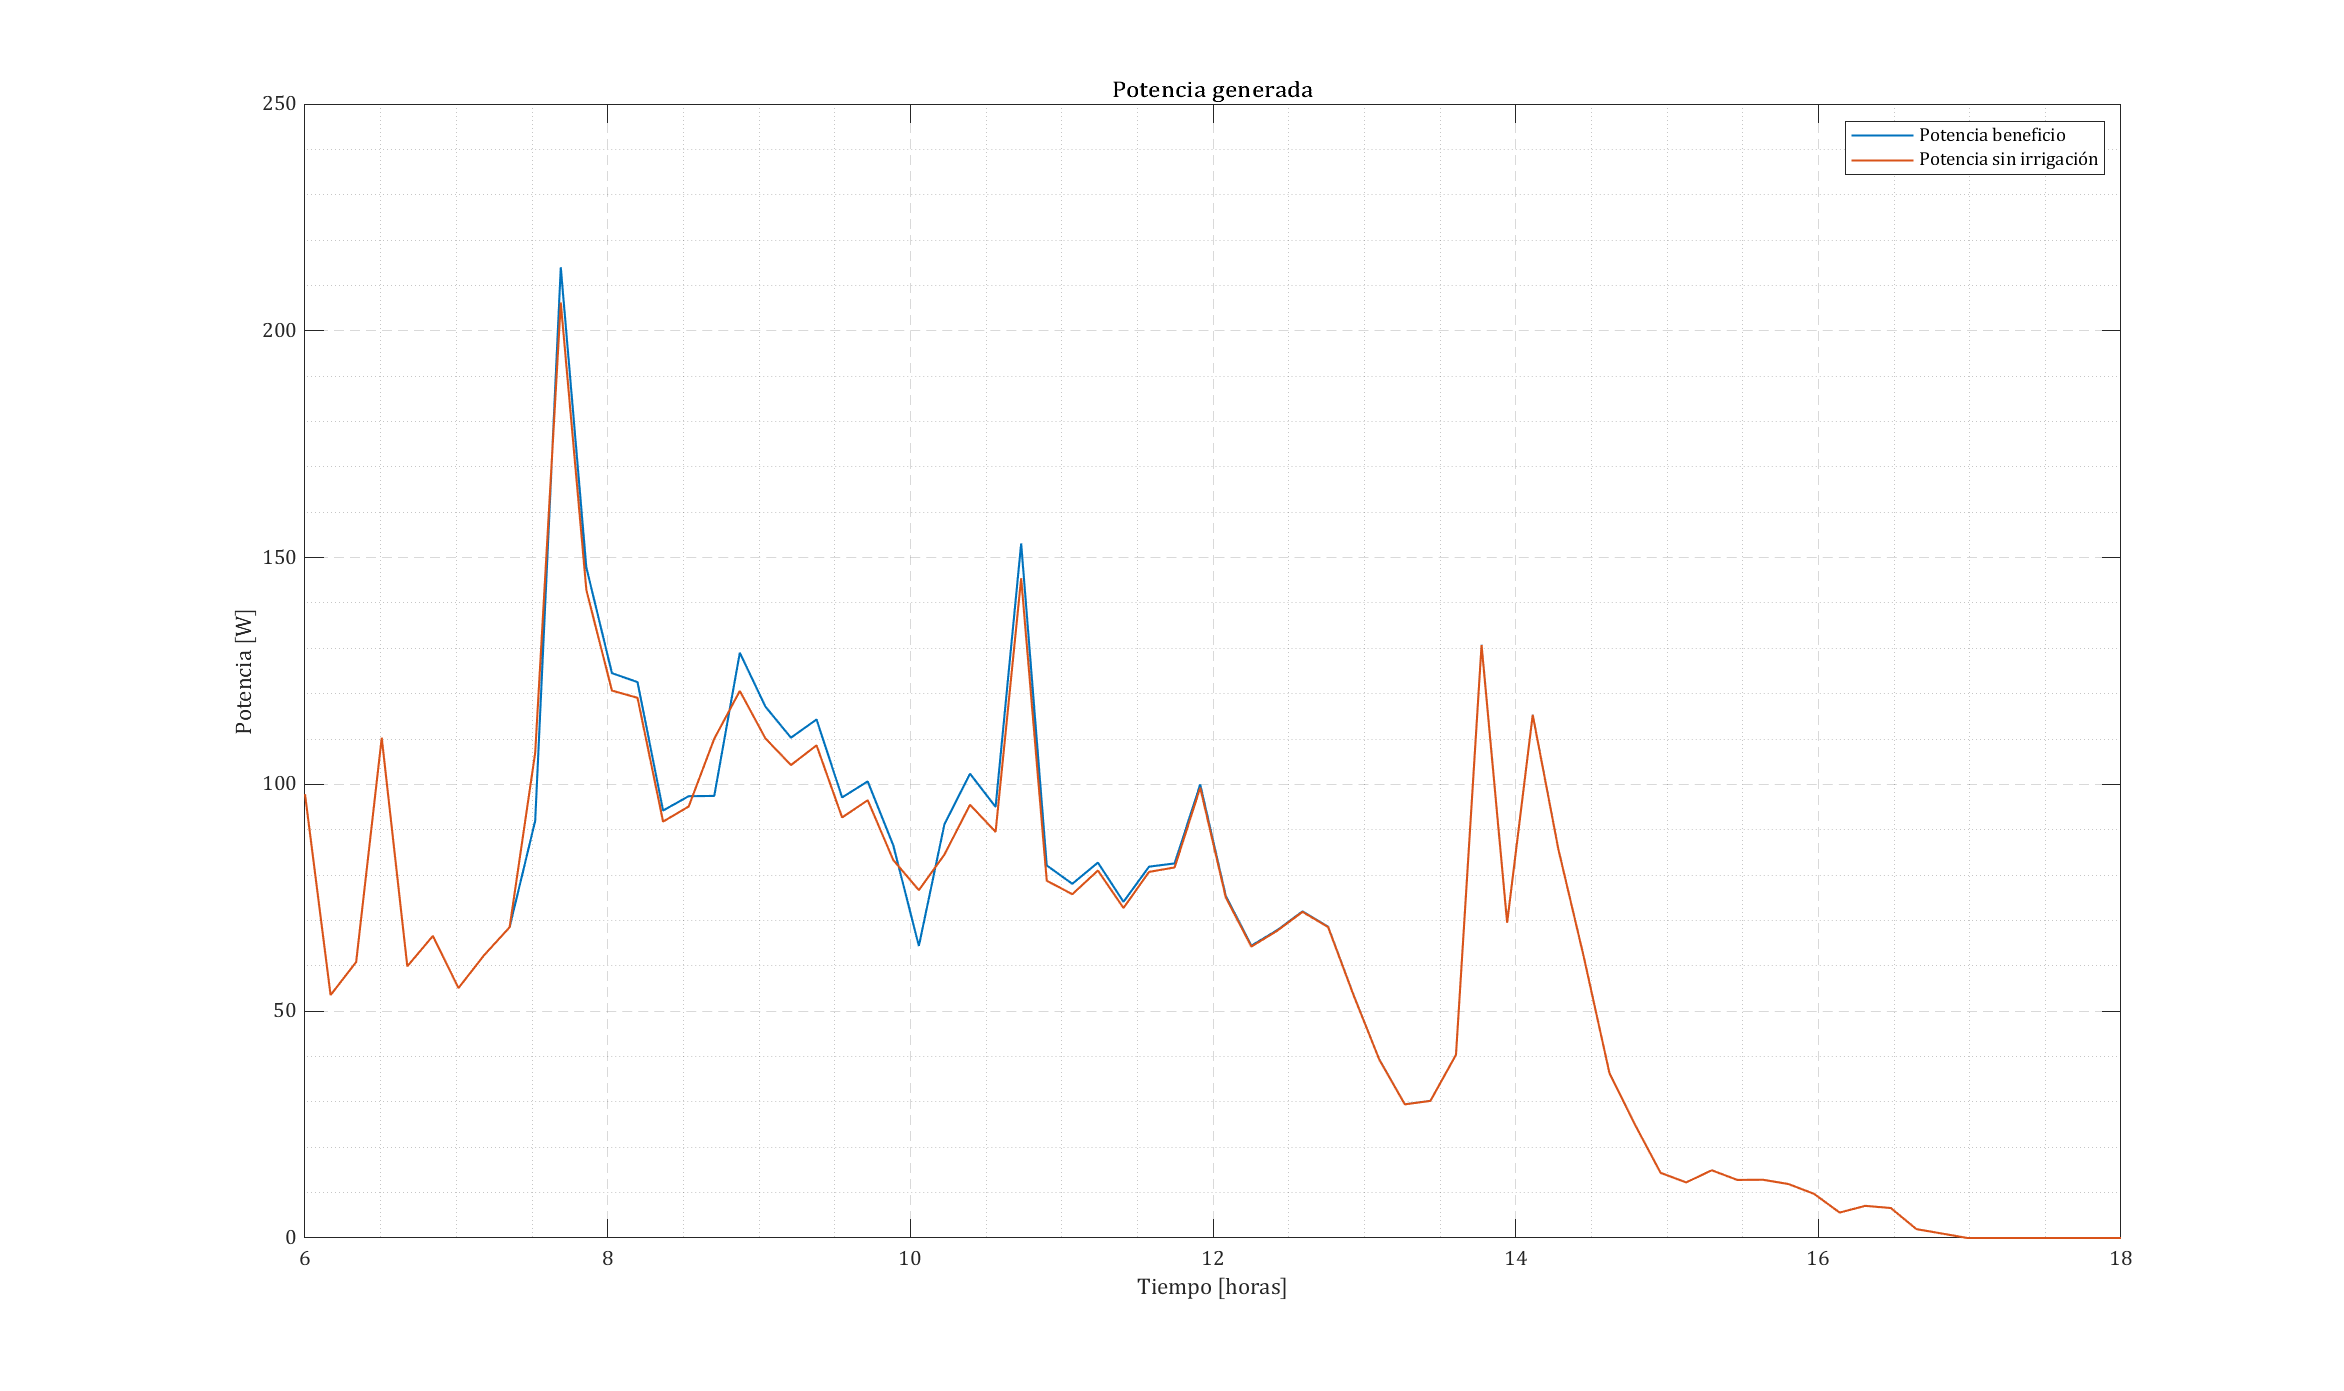 Potencia generada
250
200
150
100
50
0
Potencia [W]
6 8 10 12 14 16 18
Tiempo [horas]
Potencia beneficio
Potencia sin irrigación